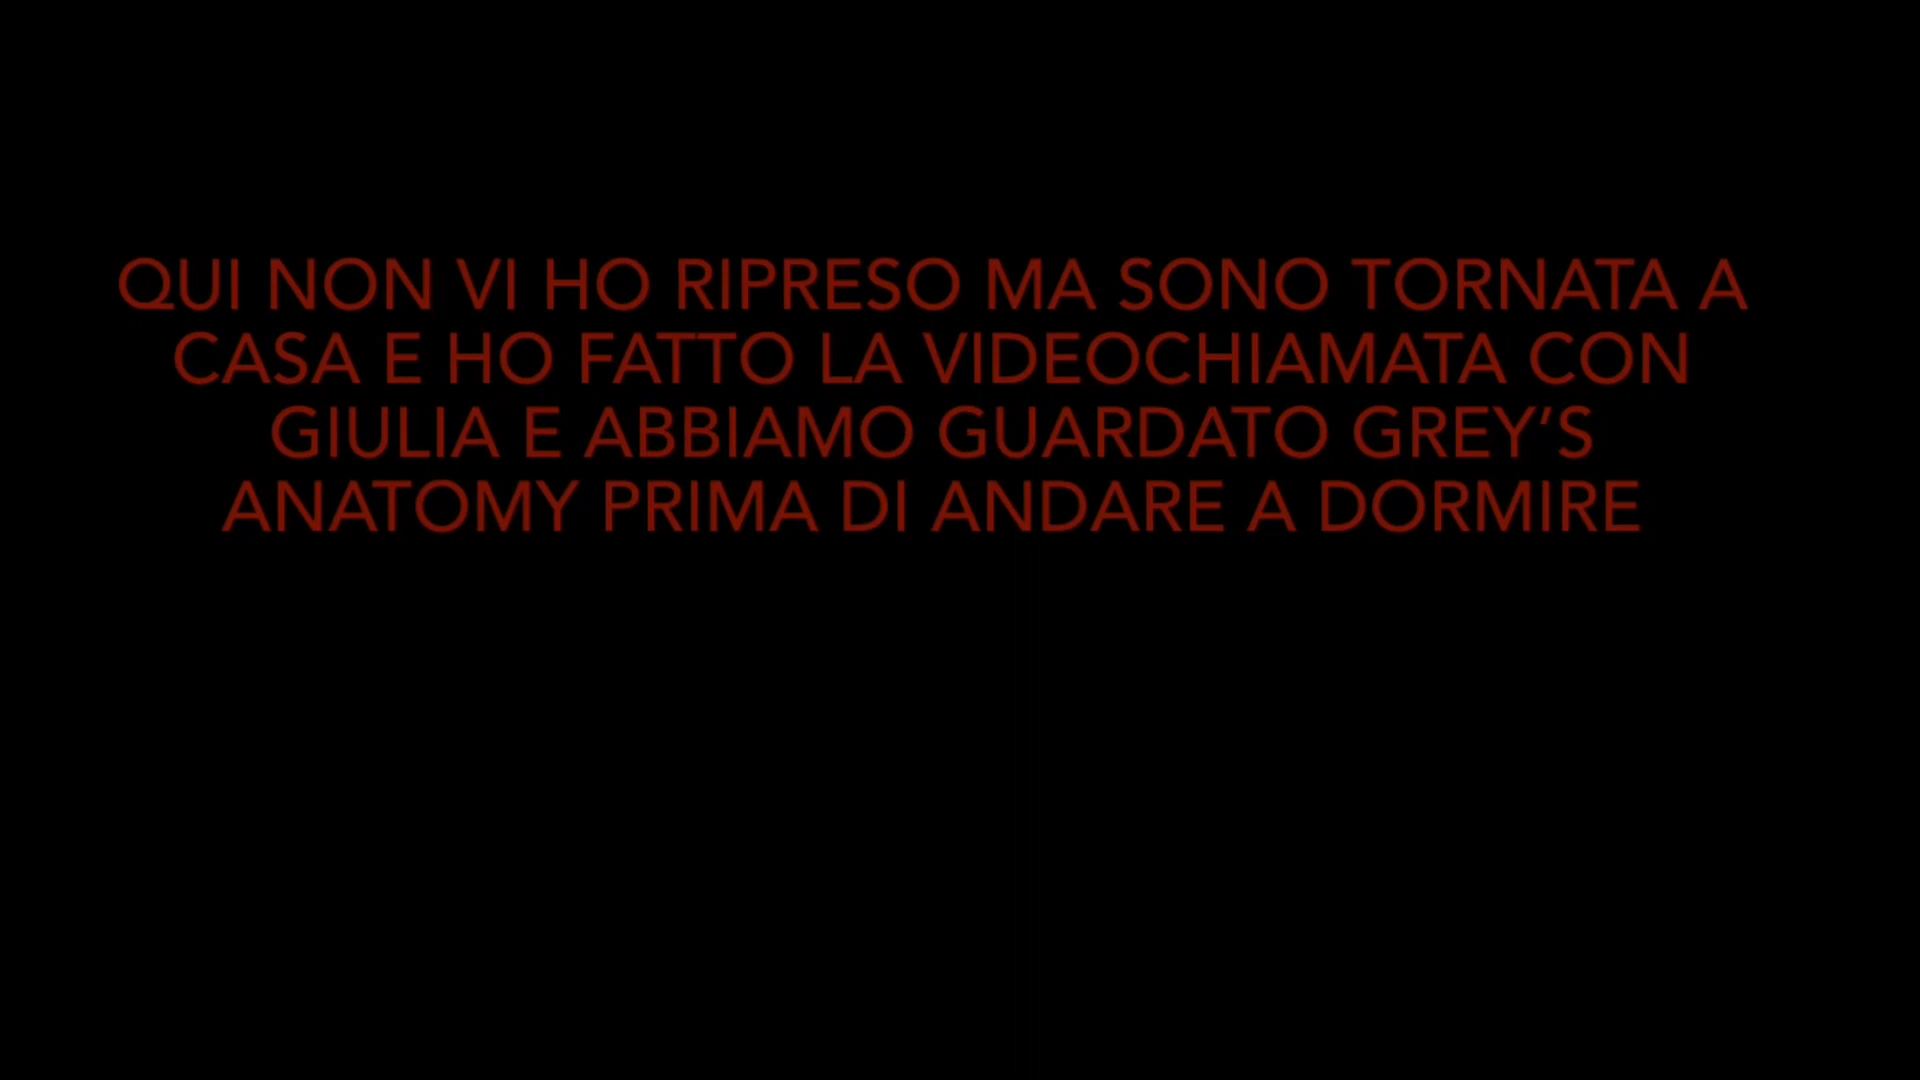 QUI NON VI HO RIPRESO MA SONO TORNATA A
CASA E HO FATTO LA VIDEOCHIAMATA CON
GIULIA E ABBIAMO GUARDATO GREY‘S
ANATOMY PRIMA DI ANDARE A DORMIRE